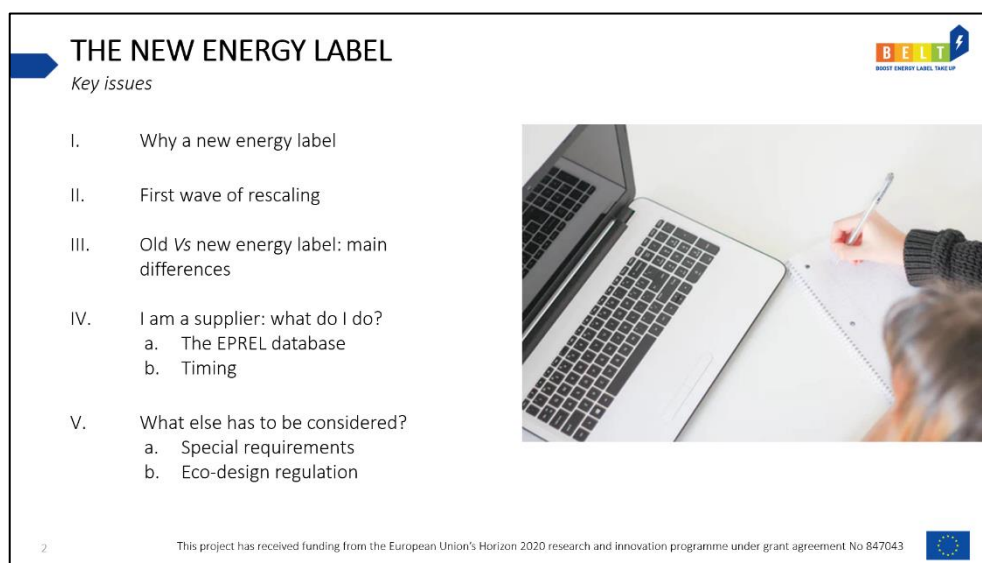 THE NEW ENERGY LABEL
Key issues
BELT
BOOST ENERGY LABEL TAKE UP
I. Why a new energy label
II. First wave of rescaling
III. Old Vs new energy label: main
differences
IV. I am a supplier: what do I do?
a. The EPREL database
b. Timing
V. What else has to be considered?
a. Special requirements
b. Eco-design regulation
2
This project has received funding from the European Union's Horizon 2020 research and innovation programme under grant agreement No 847043